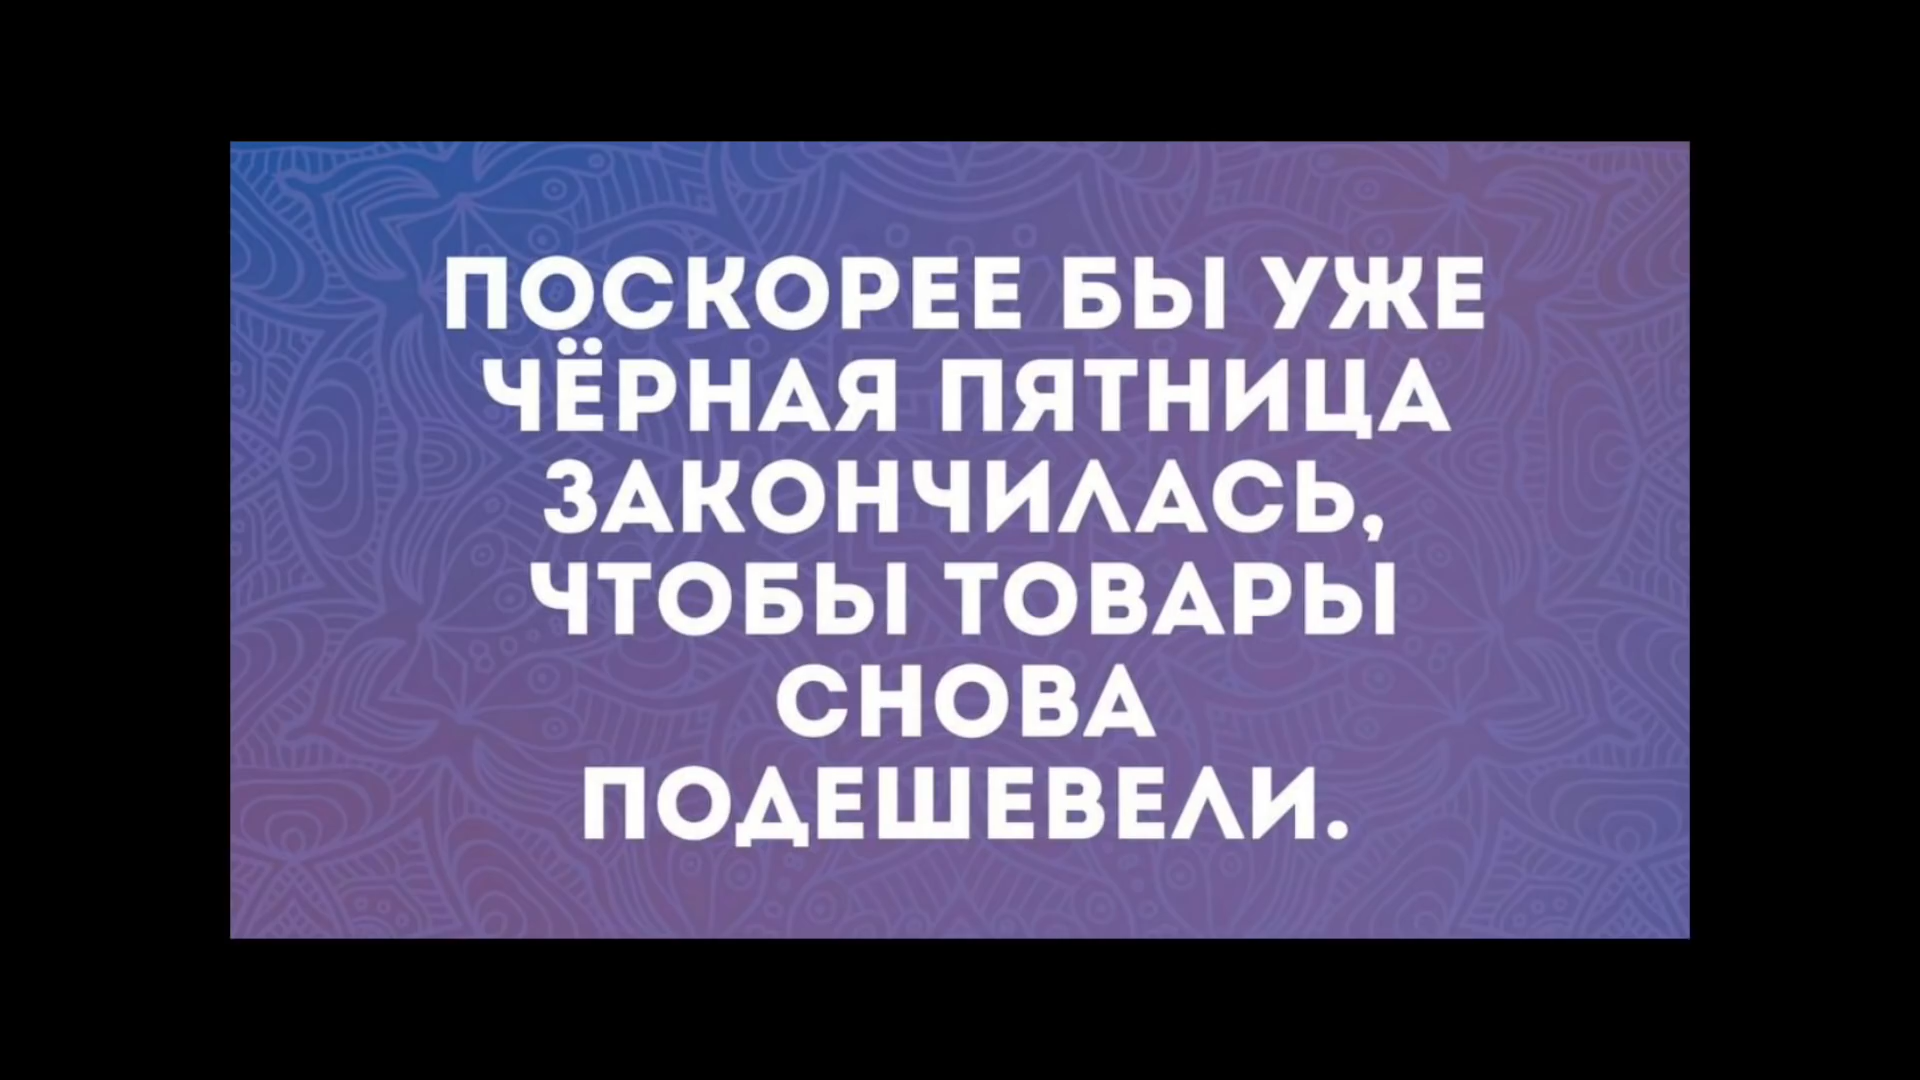 ПОСКОРЕЕ БЫ УЖЕ
ЧЁРНАЯ ПЯТНИЦА
ЗАКОНЧИЛАСЬ,
ЧТОБЫ ТОВАРЫ
СНОВА
ПОДЕШЕВЕЛИ.